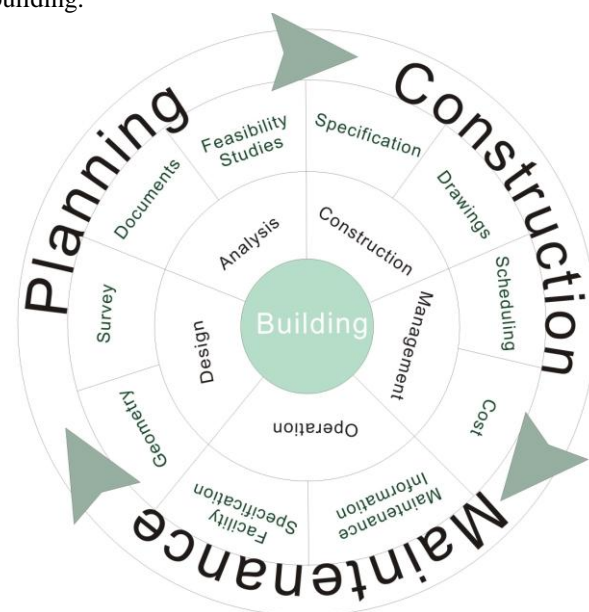 building.
Planning
Construction
Maintenance
Feasibility
Studies
Specification
Documents
Drawings
Survey
Scheduling
Geometry
Cost
Facility
Specification
Maintenance
Information
Analysis
Construction
Design
Management
Operation
Building